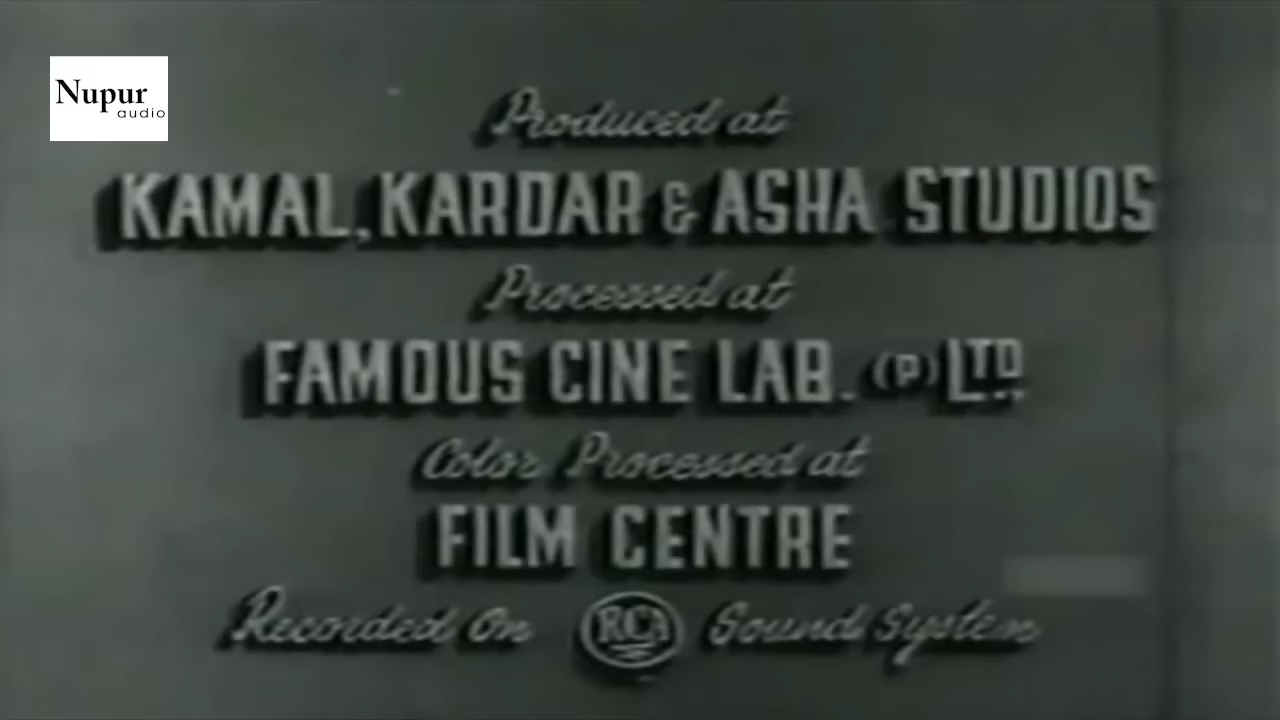 Nupur
audio
Produced at
KAMAL, KARDAR & ASHA STUDIOS
Processed at
FAMOUS CINE LAB. (P) LTD.
Color Processed at
FILM CENTRE
Recorded On RCA Sound System